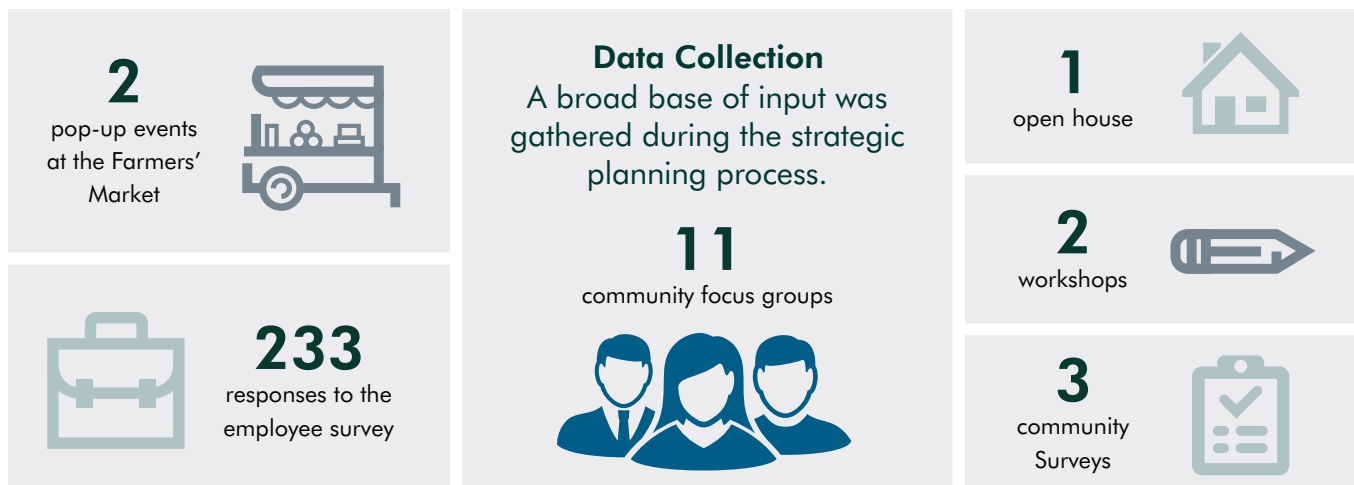 2
pop-up events
at the Farmers’
Market
233
responses to the
employee survey
Data Collection
A broad base of input was
gathered during the strategic
planning process.
11
community focus groups
1
open house
2
workshops
3
community
Surveys